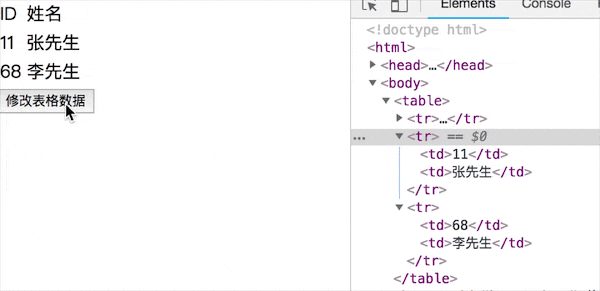 ID 姓名
11 张先生
68 李先生
修改表格数据
Elements Console Sources
<!doctype html>
<html>
<head>…</head>
<body>
<table>
<tr>…</tr>
… <tr> == $0
<td>11</td>
<td>张先生</td>
</tr>
<tr>
<td>68</td>
<td>李先生</td>
</tr>
</table>